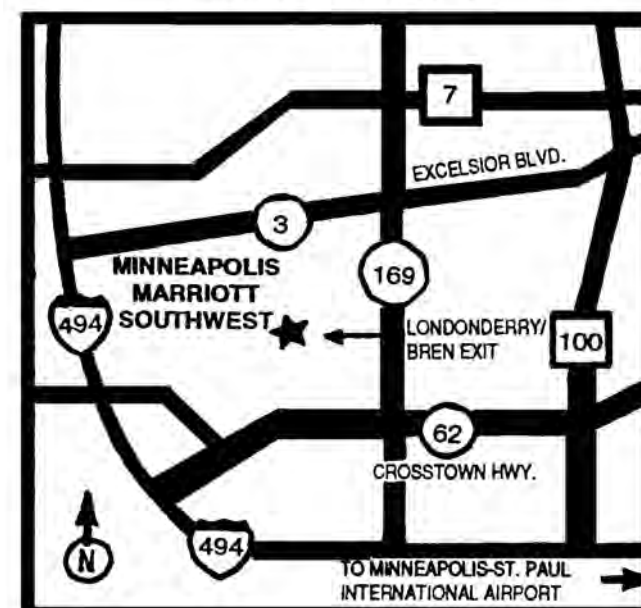 7
EXCELSIOR BLVD.
3
MINNEAPOLIS
MARRIOTT
SOUTHWEST
169
494
LONDONDERRY/
BREN EXIT
100
62
CROSSTOWN HWY.
N
494
TO MINNEAPOLIS-ST. PAUL
INTERNATIONAL AIRPORT